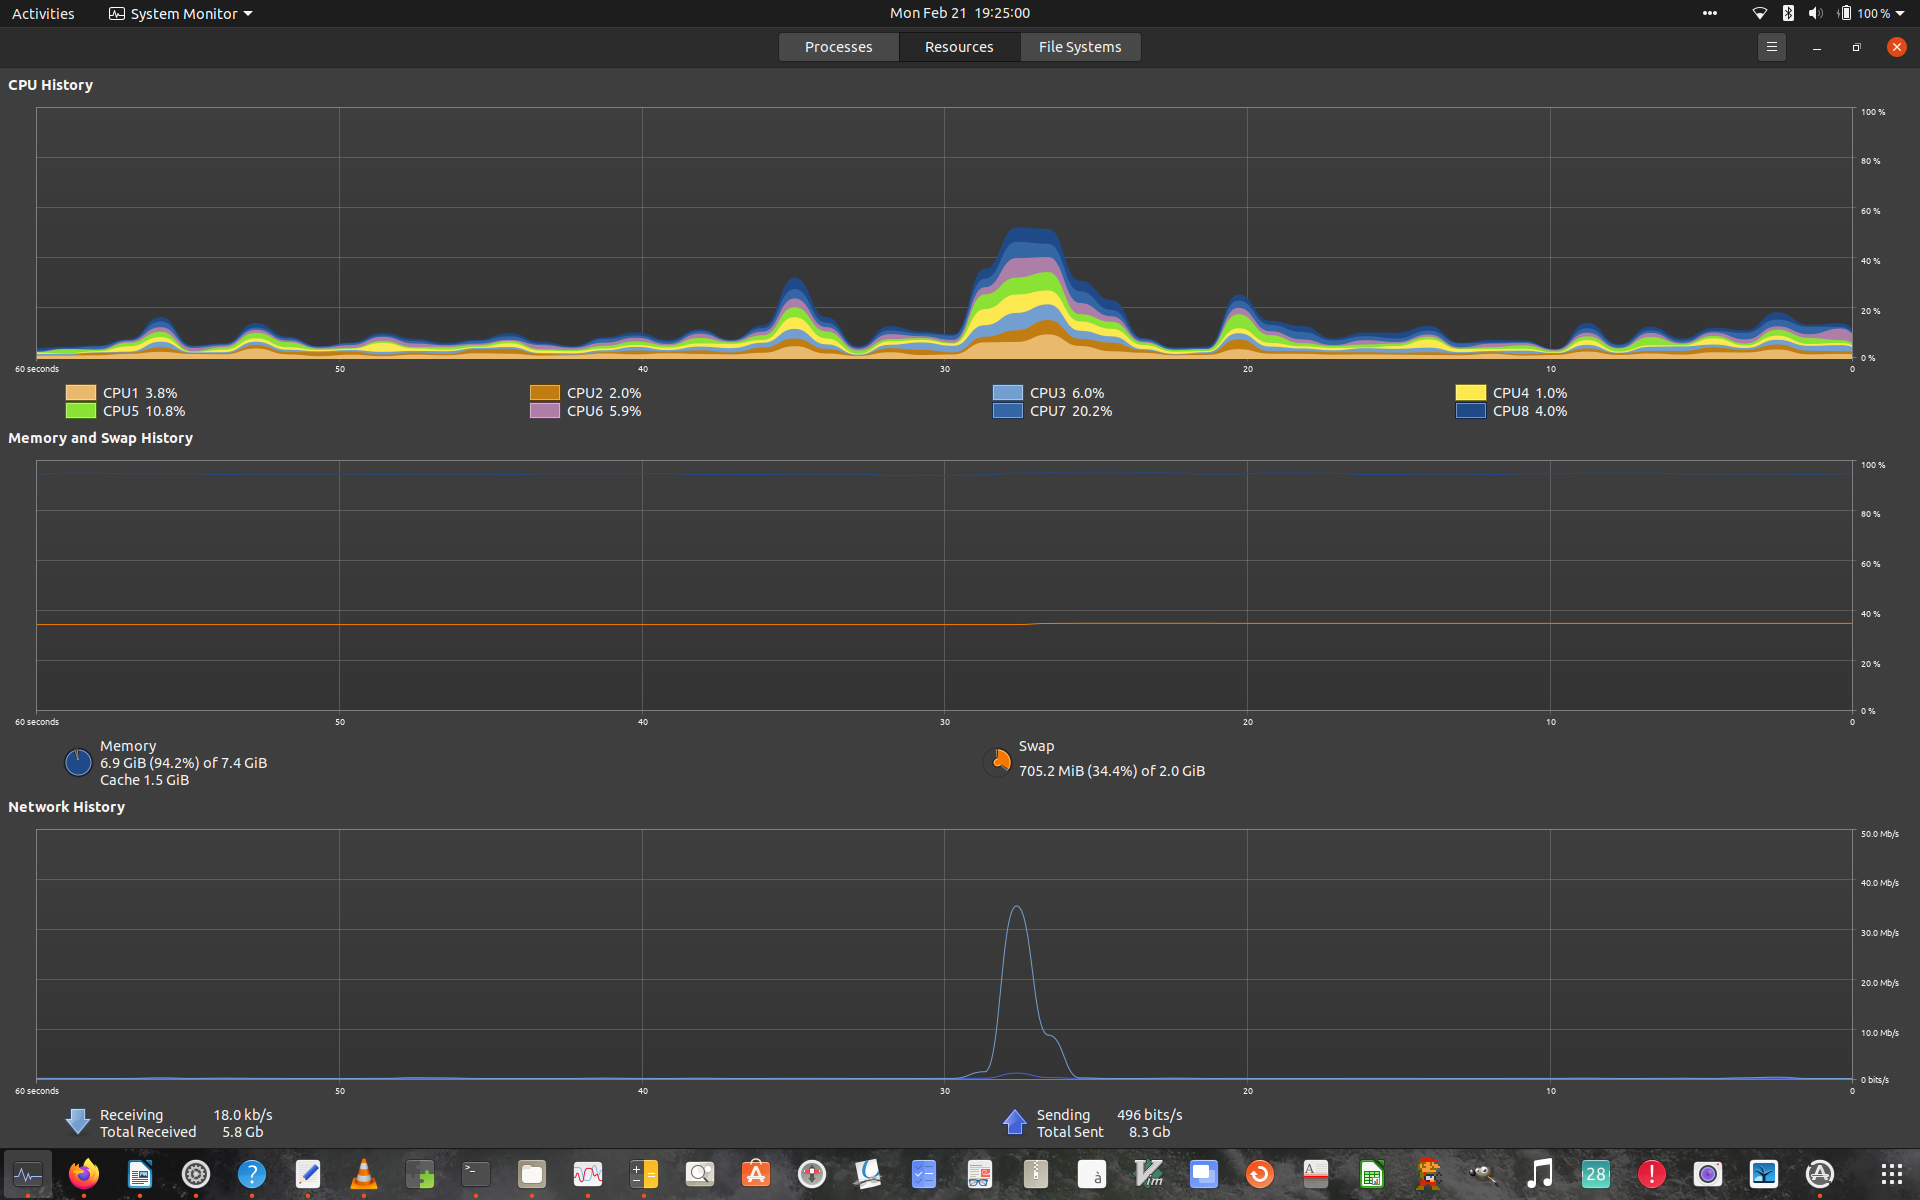 Activities System Monitor Mon Feb 21 19:25:00 100 %
Processes Resources File Systems
CPU History
100 %
80 %
60 %
40 %
20 %
0 %
60 seconds 50 40 30 20 10 0
CPU1 3.8% CPU2 2.0% CPU3 6.0% CPU4 1.0%
CPU5 10.8% CPU6 5.9% CPU7 20.2% CPU8 4.0%
Memory and Swap History
100 %
80 %
60 %
40 %
20 %
0 %
60 seconds 50 40 30 20 10 0
Memory
6.9 GiB (94.2%) of 7.4 GiB
Cache 1.5 GiB
Swap
705.2 MiB (34.4%) of 2.0 GiB
Network History
50.0 Mb/s
40.0 Mb/s
30.0 Mb/s
20.0 Mb/s
10.0 Mb/s
0 bits/s
60 seconds 50 40 30 20 10 0
Receiving 18.0 kb/s
Total Received 5.8 Gb
Sending 496 bits/s
Total Sent 8.3 Gb
? >_ à Vim A 28 !